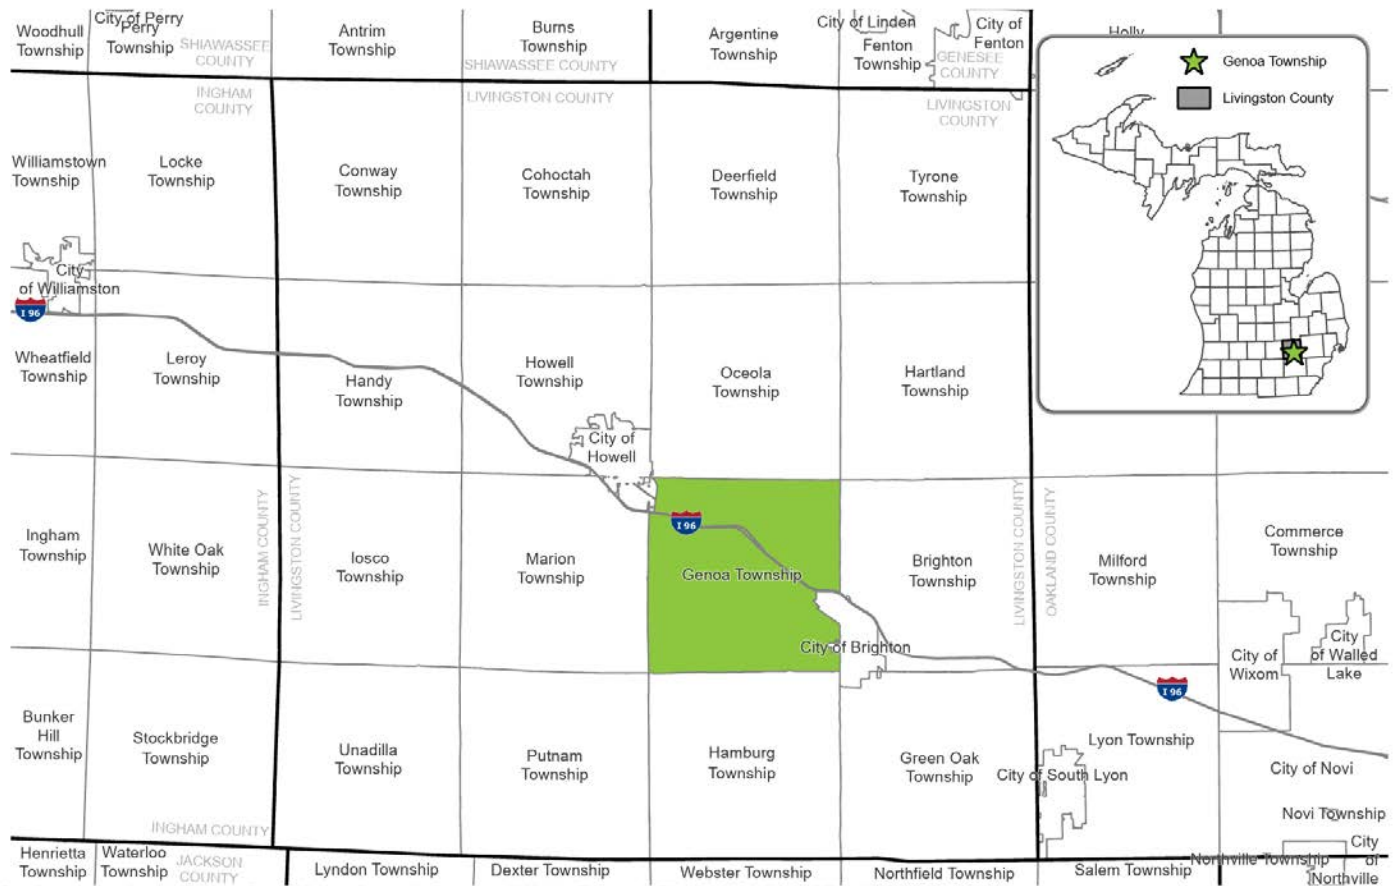 City of Perry
Woodhull
Township
Perry
Township
SHIAWASSEE
COUNTY
Antrim
Township
Burns
Township
SHIAWASSEE COUNTY
Argentine
Township
City of Linden
Fenton
Township
City of
Fenton
GENESEE
COUNTY
Holly
Genoa Township
Livingston County
INGHAM
COUNTY
LIVINGSTON COUNTY
LIVINGSTON
COUNTY
Williamstown
Township
Locke
Township
Conway
Township
Cohoctah
Township
Deerfield
Township
Tyrone
Township
City
of Williamston
I 96
Wheatfield
Township
Leroy
Township
Handy
Township
Howell
Township
Oceola
Township
Hartland
Township
City of
Howell
INGHAM COUNTY
LIVINGSTON COUNTY
I 96
LIVINGSTON COUNTY
OAKLAND COUNTY
Ingham
Township
White Oak
Township
Iosco
Township
Marion
Township
Genoa Township
Brighton
Township
Milford
Township
Commerce
Township
City of Brighton
City of
Wixom
City
of Walled
Lake
I 96
Bunker
Hill
Township
Stockbridge
Township
Unadilla
Township
Putnam
Township
Hamburg
Township
Green Oak
Township
Lyon Township
City of South Lyon
City of Novi
Novi Township
INGHAM COUNTY
Henrietta
Township
Waterloo
Township
JACKSON
COUNTY
Lyndon Township
Dexter Township
Webster Township
Northfield Township
Salem Township
Northville Township
City
of
Northville